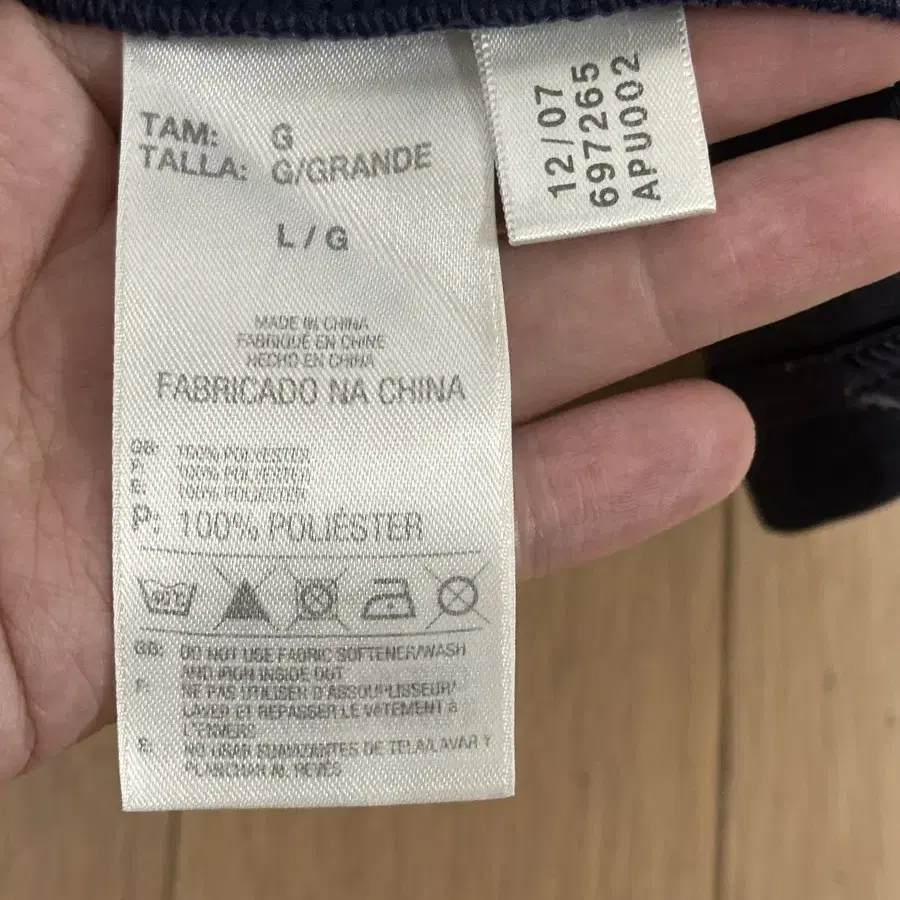 TAM: G
TALLA: G/GRANDE
L / G
MADE IN CHINA
FABRIQUÉ EN CHINE
HECHO EN CHINA
FABRICADO NA CHINA
GB: 100% POLYESTER
F: 100% POLYESTER
E: 100% POLYESTER
P: 100% POLIÉSTER
GB: DO NOT USE FABRIC SOFTENER/WASH
AND IRON INSIDE OUT
F: NE PAS UTILISER D'ASSOUPLISSEUR/
LAVER ET REPASSER LE VêTEMENT à
L'ENVERS
E: NO USAR SUAVIZANTES DE TELA/LAVAR Y
PLANCHAR AL REVÉS
12/07
697265
APU002